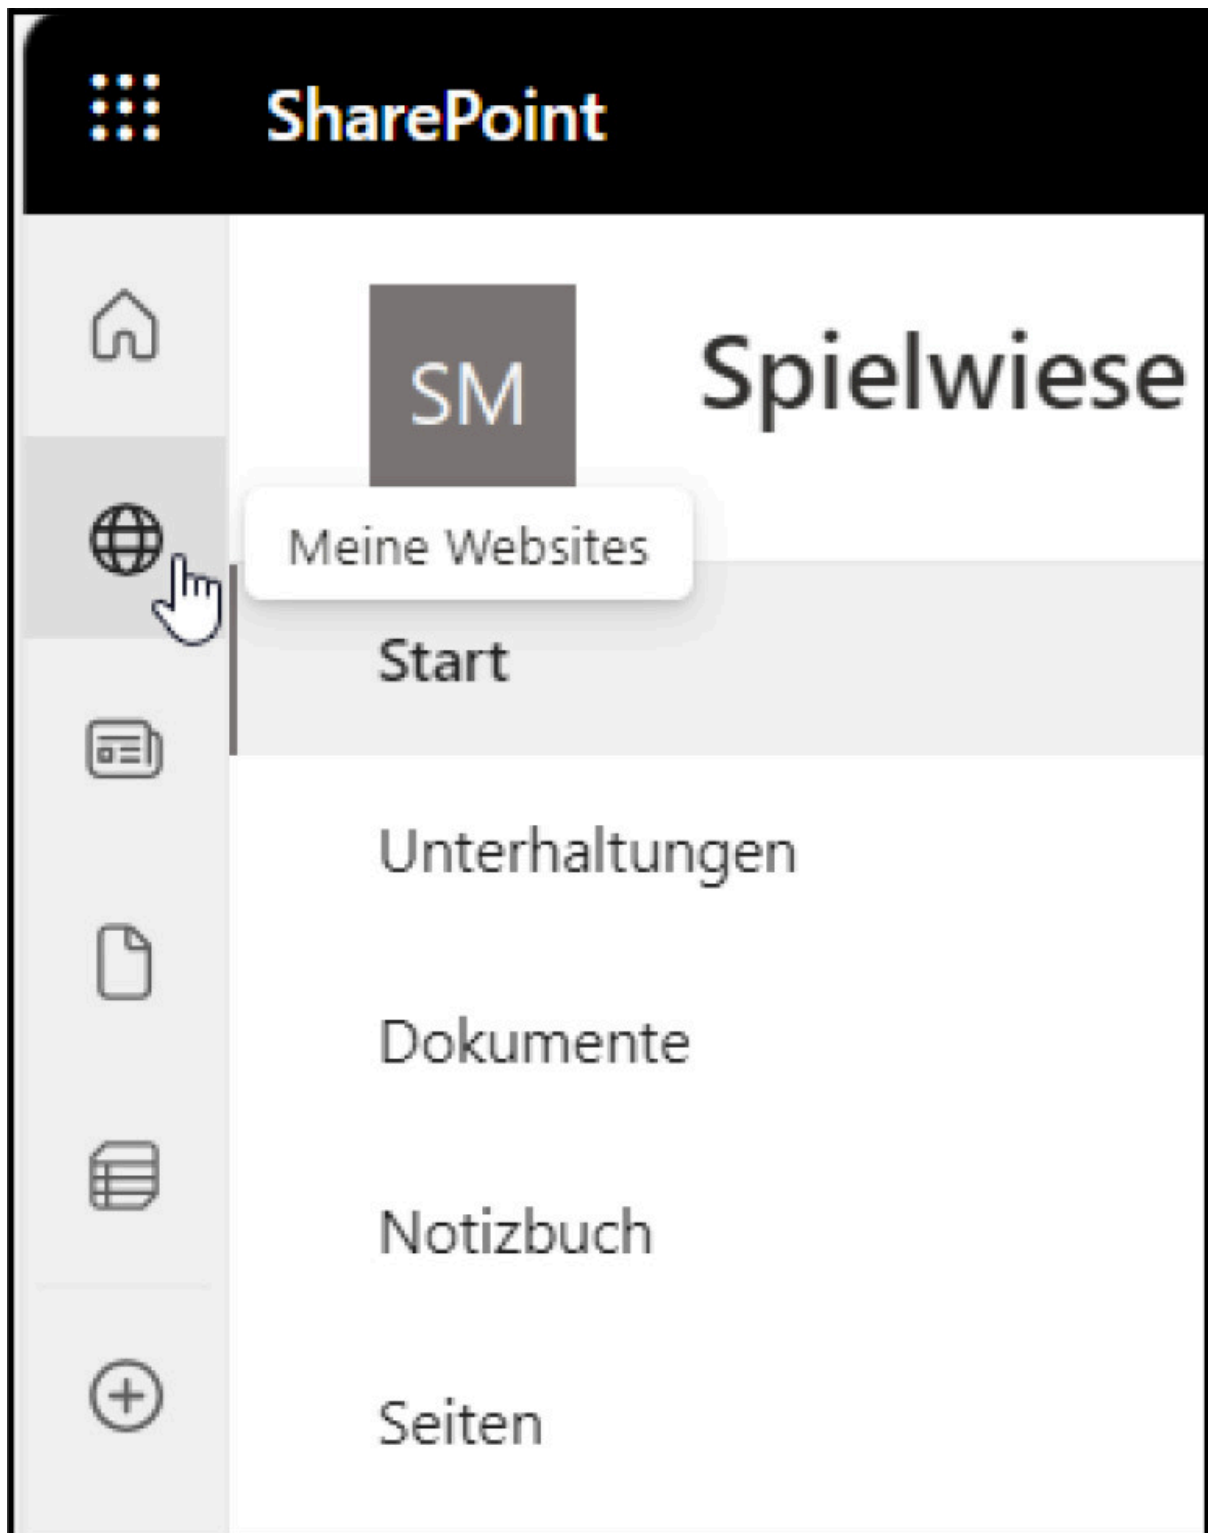 SharePoint
SM
Spielwiese
Meine Websites
Start
Unterhaltungen
Dokumente
Notizbuch
Seiten